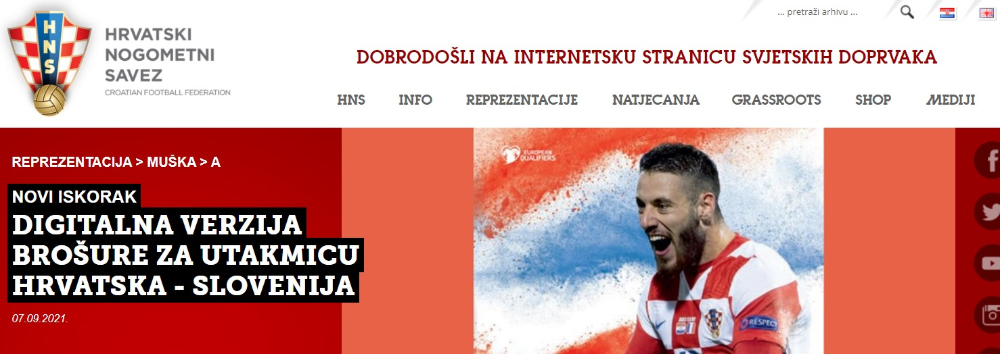 HNS
HRVATSKI
NOGOMETNI
SAVEZ
CROATIAN FOOTBALL FEDERATION
... pretraži arhivu ...
DOBRODOŠLI NA INTERNETSKU STRANICU SVJETSKIH DOPRVAKA
HNS INFO REPREZENTACIJE NATJECANJA GRASSROOTS SHOP MEDIJI
REPREZENTACIJA > MUŠKA > A
NOVI ISKORAK
DIGITALNA VERZIJA
BROŠURE ZA UTAKMICU
HRVATSKA - SLOVENIJA
07.09.2021.
EUROPEAN
QUALIFIERS
RESPECT